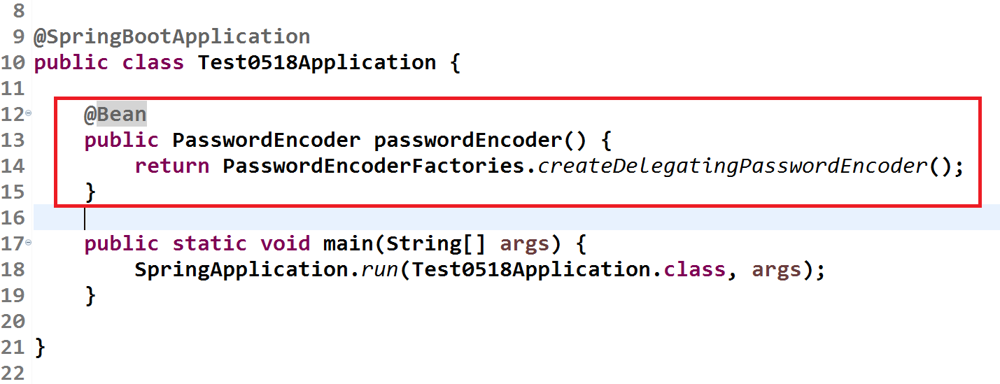 8
9 @SpringBootApplication
10 public class Test0518Application {
11
12 @Bean
13 public PasswordEncoder passwordEncoder() {
14 return PasswordEncoderFactories.createDelegatingPasswordEncoder();
15 }
16
17 public static void main(String[] args) {
18 SpringApplication.run(Test0518Application.class, args);
19 }
20
21 }
22